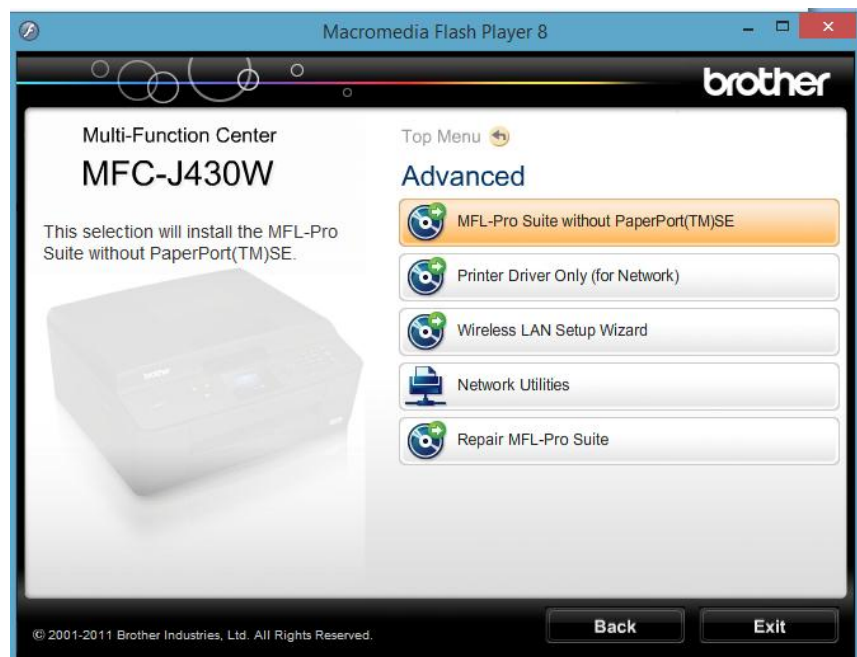 Macromedia Flash Player 8
brother
Multi-Function Center
MFC-J430W
This selection will install the MFL-Pro
Suite without PaperPort(TM)SE.
Top Menu
Advanced
MFL-Pro Suite without PaperPort(TM)SE
Printer Driver Only (for Network)
Wireless LAN Setup Wizard
Network Utilities
Repair MFL-Pro Suite
© 2001-2011 Brother Industries, Ltd. All Rights Reserved.
Back
Exit